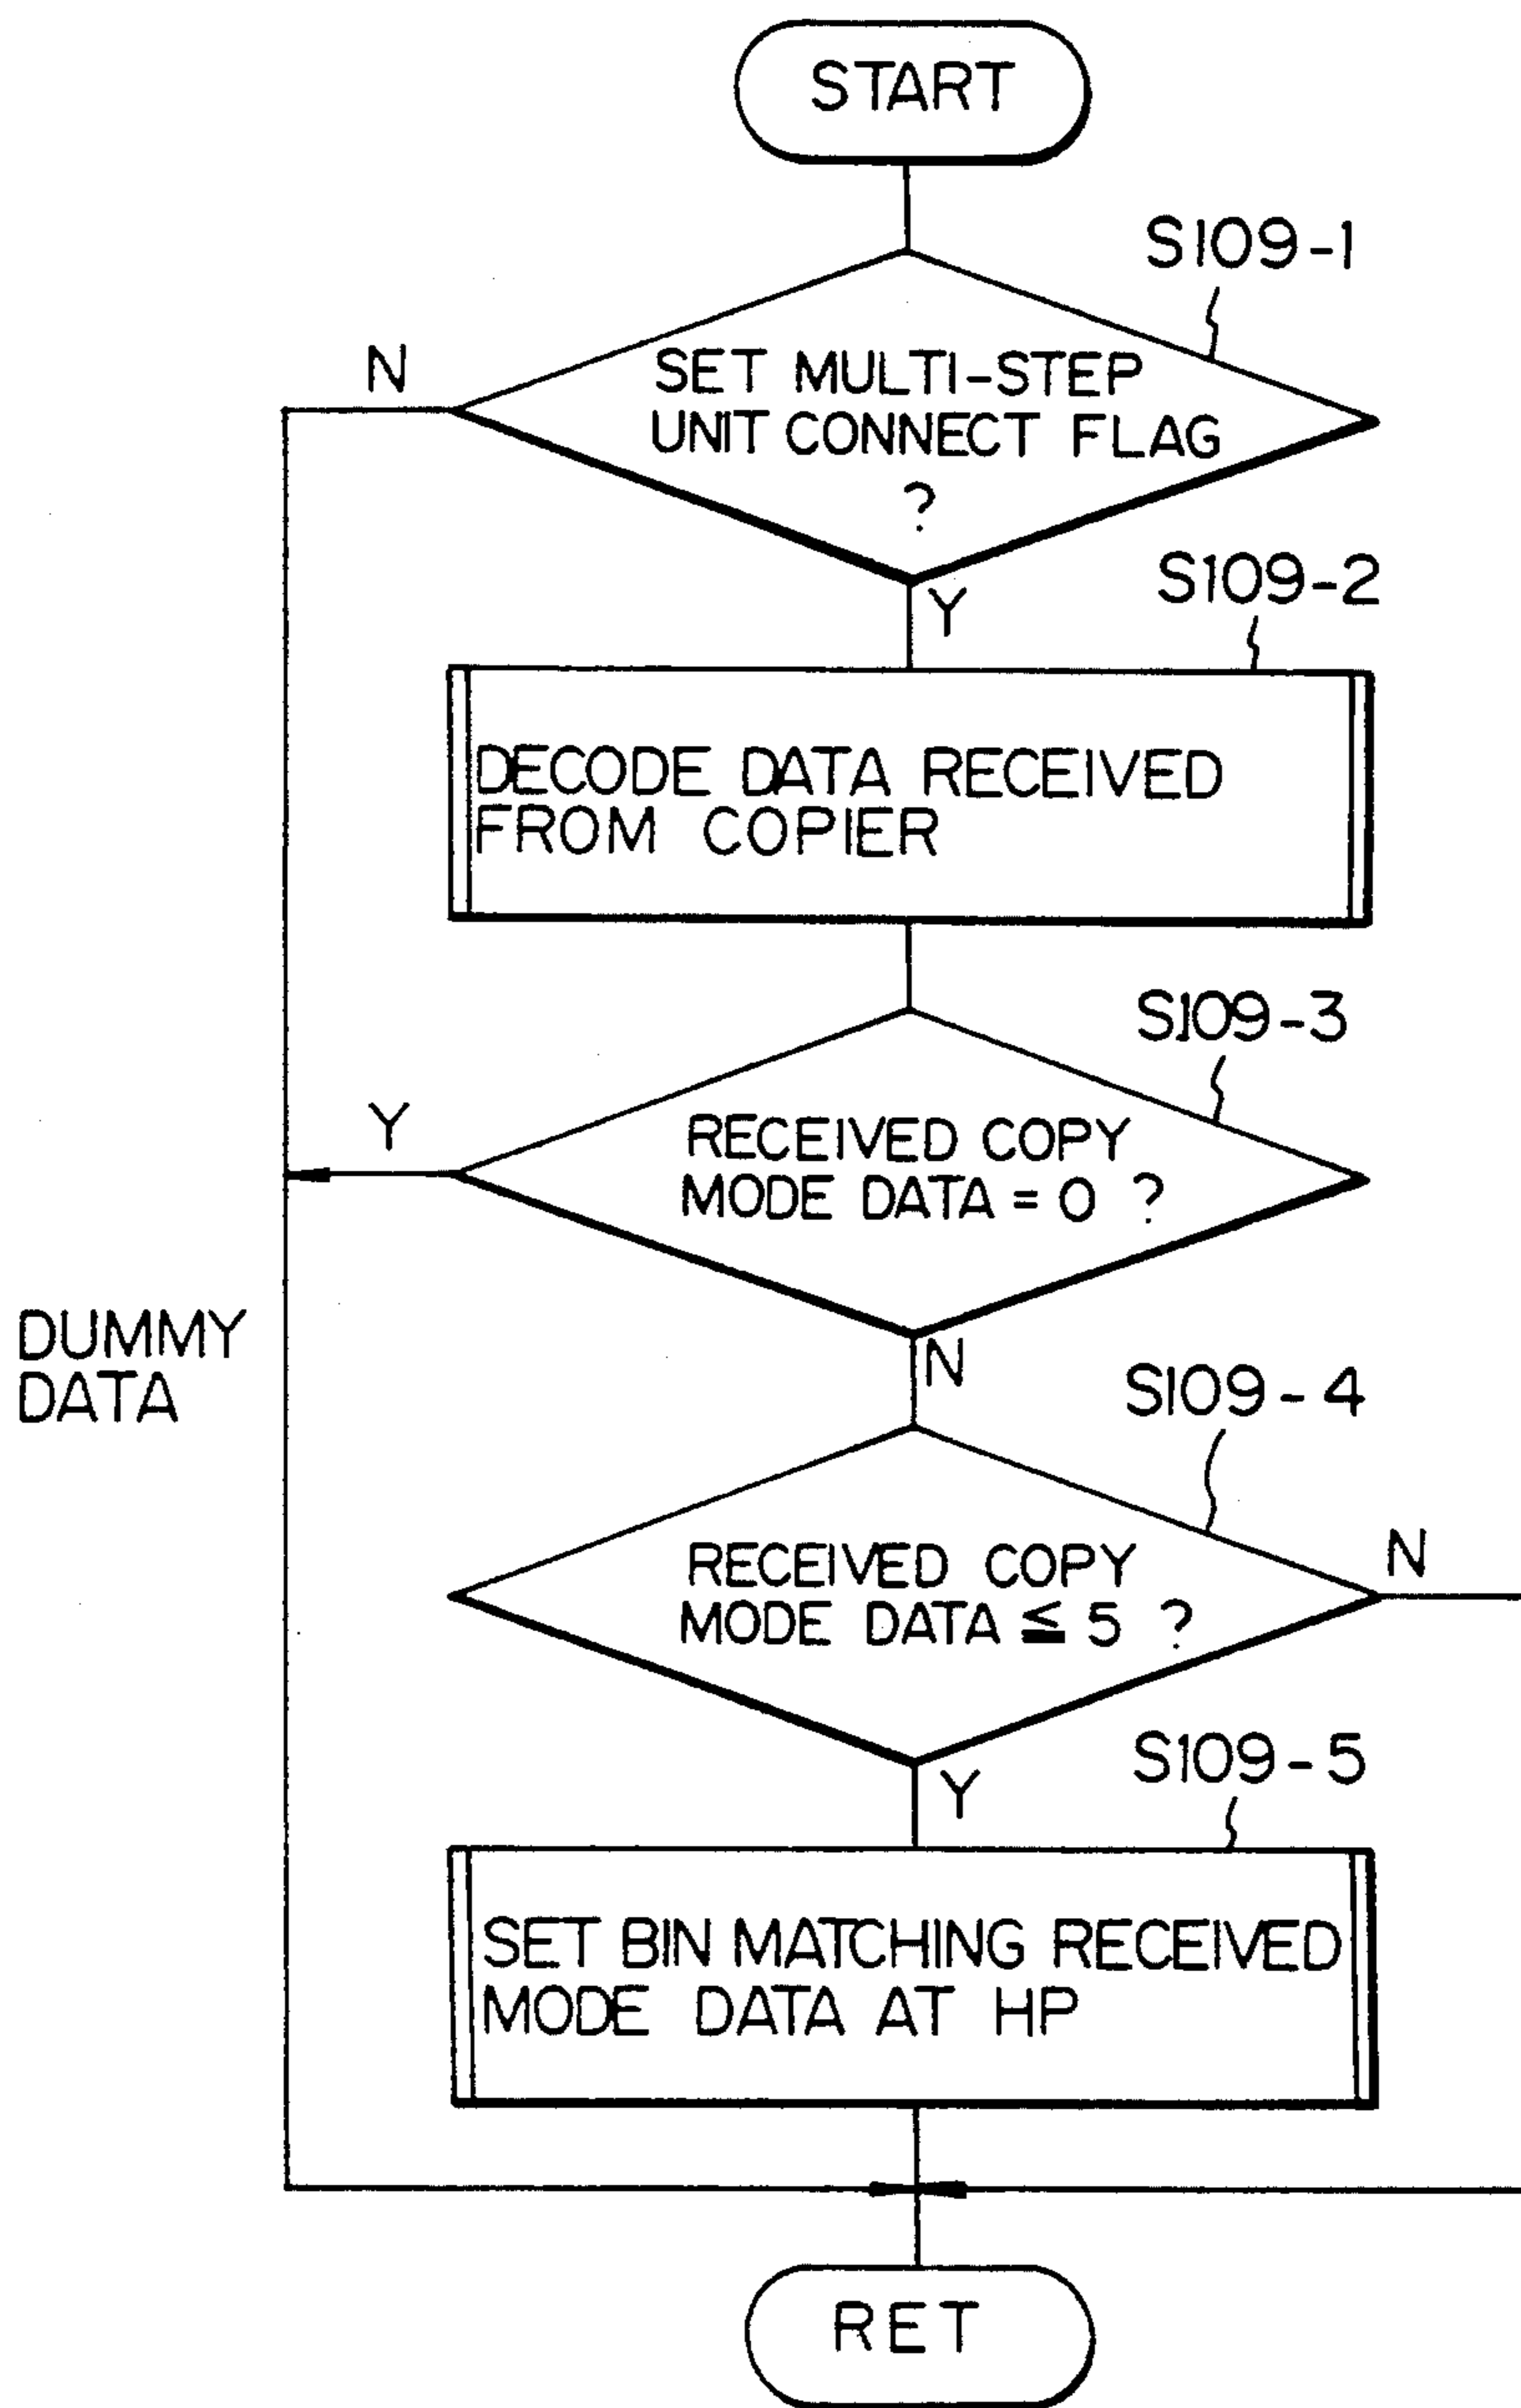 START
S109-1
N
SET MULTI-STEP
UNIT CONNECT FLAG
?
Y
S109-2
DECODE DATA RECEIVED
FROM COPIER
S109-3
Y
RECEIVED COPY
MODE DATA = 0 ?
N
DUMMY
DATA
S109-4
RECEIVED COPY
MODE DATA ≦ 5 ?
N
Y
S109-5
SET BIN MATCHING RECEIVED
MODE DATA AT HP
RET